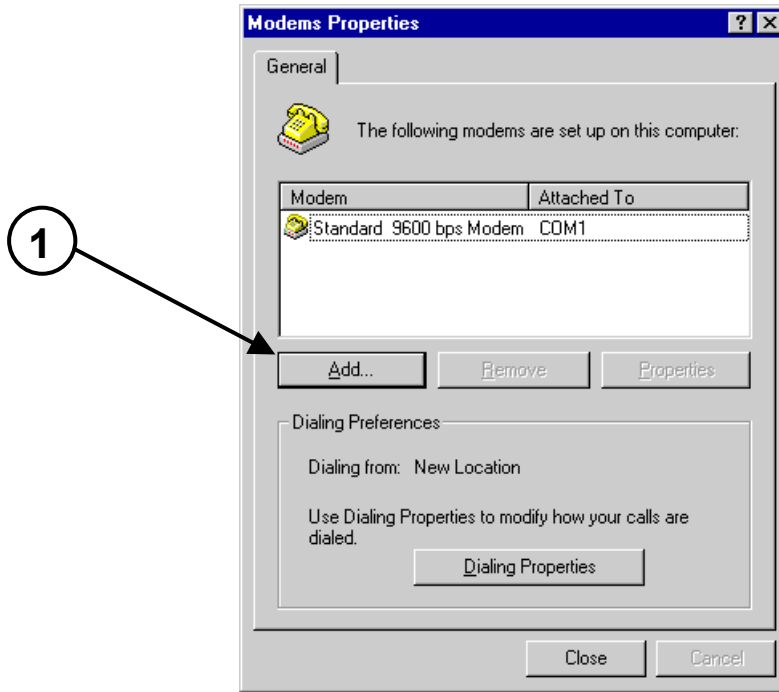 Modems Properties
General
The following modems are set up on this computer:
Modem Attached To
Standard 9600 bps Modem COM1
1
Add... Remove Properties
Dialing Preferences
Dialing from: New Location
Use Dialing Properties to modify how your calls are
dialed.
Dialing Properties
Close Cancel